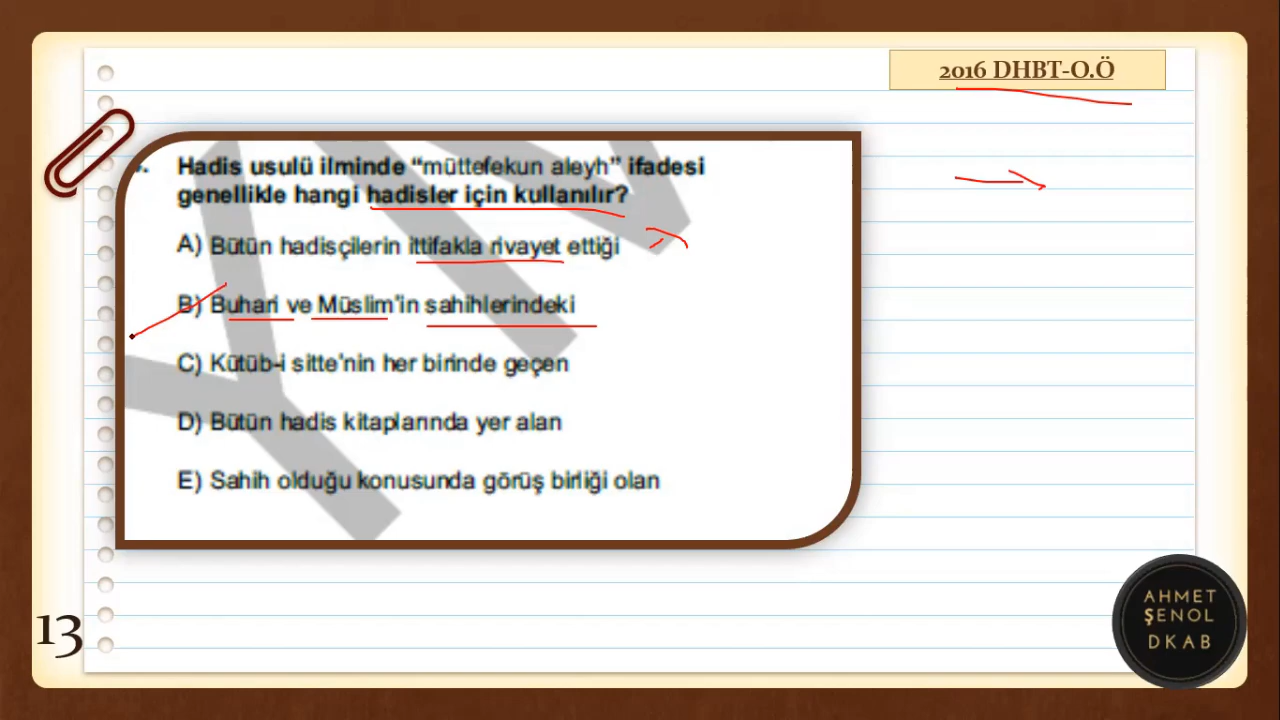 2016 DHBT-O.Ö
Hadis usulü ilminde “müttefekun aleyh” ifadesi
genellikle hangi hadisler için kullanılır?
A) Bütün hadisçilerin ittifakla rivayet ettiği
B) Buhari ve Müslim'in sahihlerindeki
C) Kütüb-i sitte'nin her birinde geçen
D) Bütün hadis kitaplarında yer alan
E) Sahih olduğu konusunda görüş birliği olan
13
AHMET
ŞENOL
DKAB